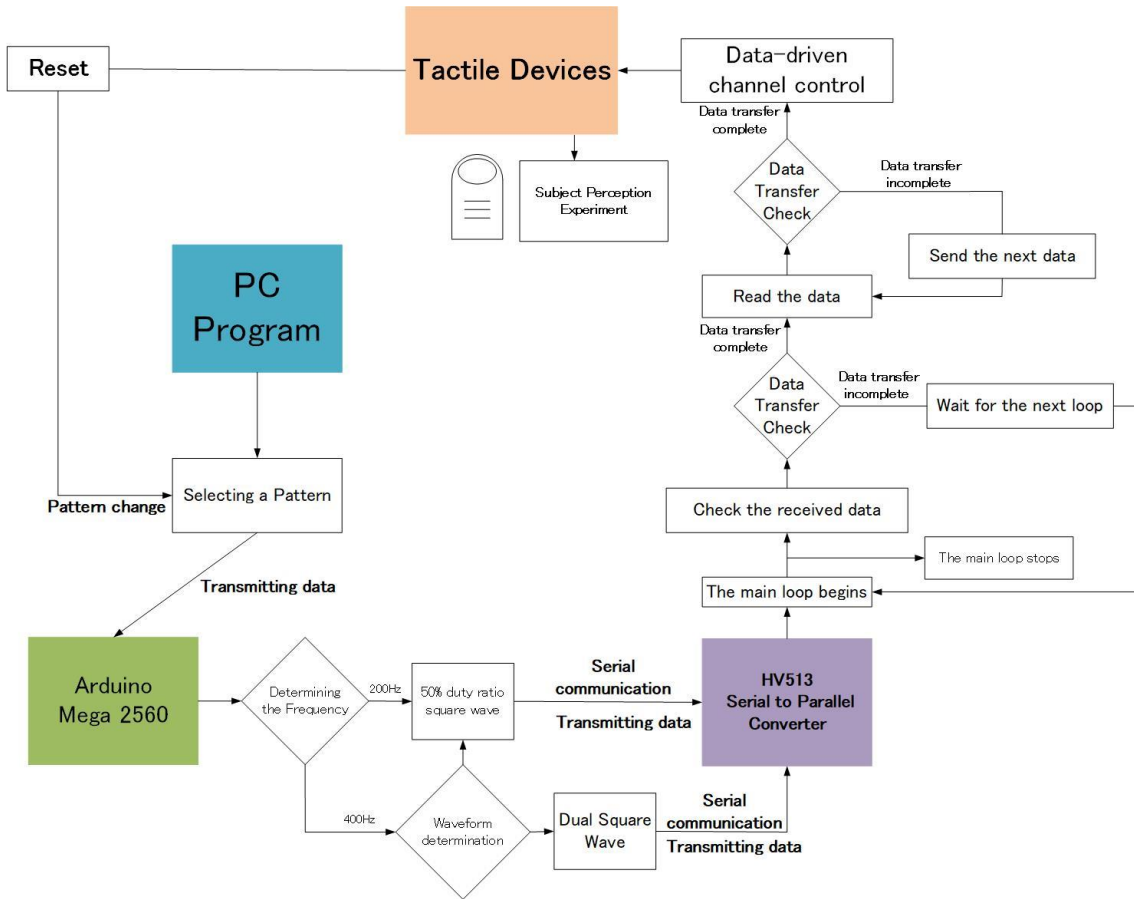 Reset
Tactile Devices
Data-driven
channel control
Data transfer
complete
Data
Transfer
Check
Data transfer
incomplete
Send the next data
Subject Perception
Experiment
Read the data
PC
Program
Data transfer
complete
Data
Transfer
Check
Data transfer
incomplete
Wait for the next loop
Selecting a Pattern
Pattern change
Check the received data
The main loop stops
Transmitting data
The main loop begins
Arduino
Mega 2560
Determining
the Frequency
200Hz
50% duty ratio
square wave
Serial
communication
Transmitting data
HV513
Serial to Parallel
Converter
400Hz
Waveform
determination
Dual Square
Wave
Serial
communication
Transmitting data